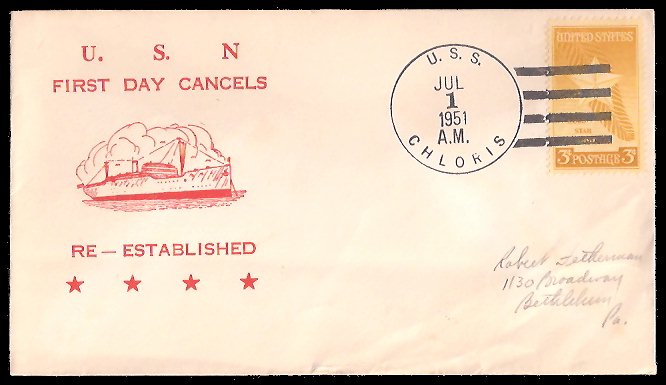 U. S. N
FIRST DAY CANCELS
RE — ESTABLISHED
U. S. S.
JUL
1
1951
A.M.
CHLORIS
UNITED STATES
STAR
3¢ POSTAGE 3¢
Robert
1130 Broadway
Bethlehem
Pa.